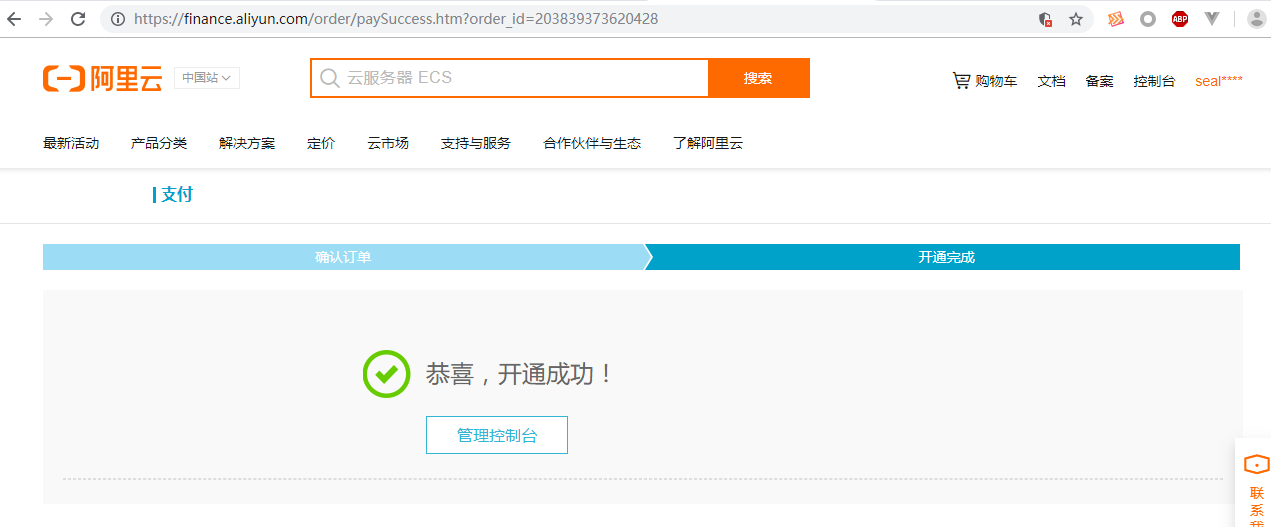 https://finance.aliyun.com/order/paySuccess.htm?order_id=203839373620428
ABP
阿里云 中国站 云服务器 ECS 搜索 购物车 文档 备案 控制台 seal****
最新活动 产品分类 解决方案 定价 云市场 支持与服务 合作伙伴与生态 了解阿里云
支付
确认订单 开通完成
恭喜，开通成功！
管理控制台
联
系